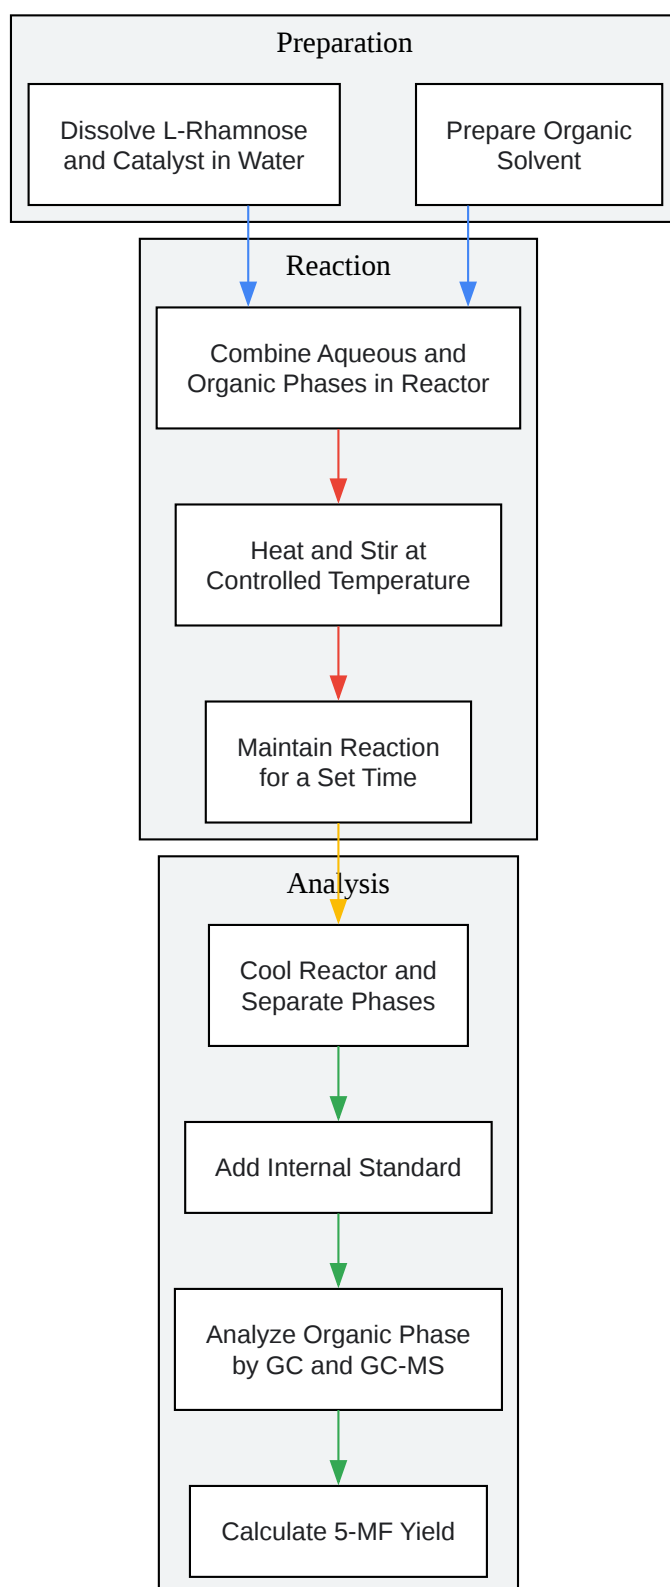 Preparation
Dissolve L-Rhamnose
and Catalyst in Water
Prepare Organic
Solvent
Reaction
Combine Aqueous and
Organic Phases in Reactor
Heat and Stir at
Controlled Temperature
Maintain Reaction
for a Set Time
Analysis
Cool Reactor and
Separate Phases
Add Internal Standard
Analyze Organic Phase
by GC and GC-MS
Calculate 5-MF Yield